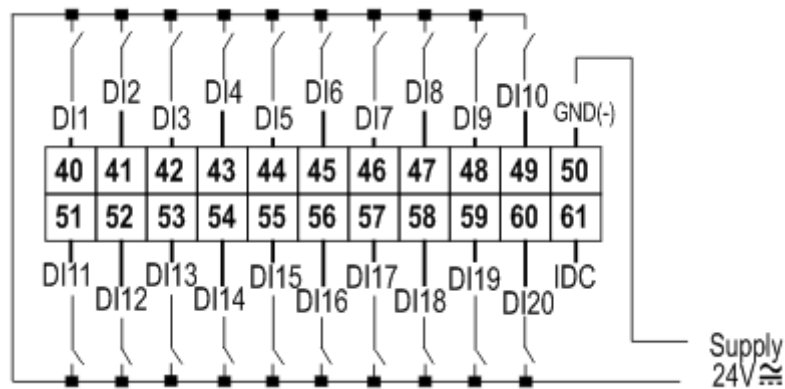 DI2 DI4 DI6 DI8 DI10
DI1 DI3 DI5 DI7 DI9 GND(-)
40 41 42 43 44 45 46 47 48 49 50
51 52 53 54 55 56 57 58 59 60 61
DI11 DI13 DI15 DI17 DI19 IDC
DI12 DI14 DI16 DI18 DI20
Supply
24V